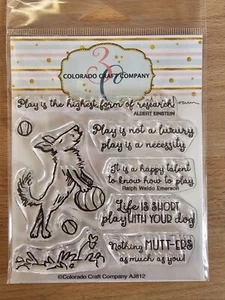 3C
COLORADO CRAFT COMPANY
Play is the highest form of research
ALBERT EINSTEIN
Play is not a luxury
play is a necessity
It is a happy talent
to know how to play
Ralph Waldo Emerson
Life is SHORT
play WITH YOUR dog
Nothing MUTT-ERS
as much as you!
©Colorado Craft Company AJ812